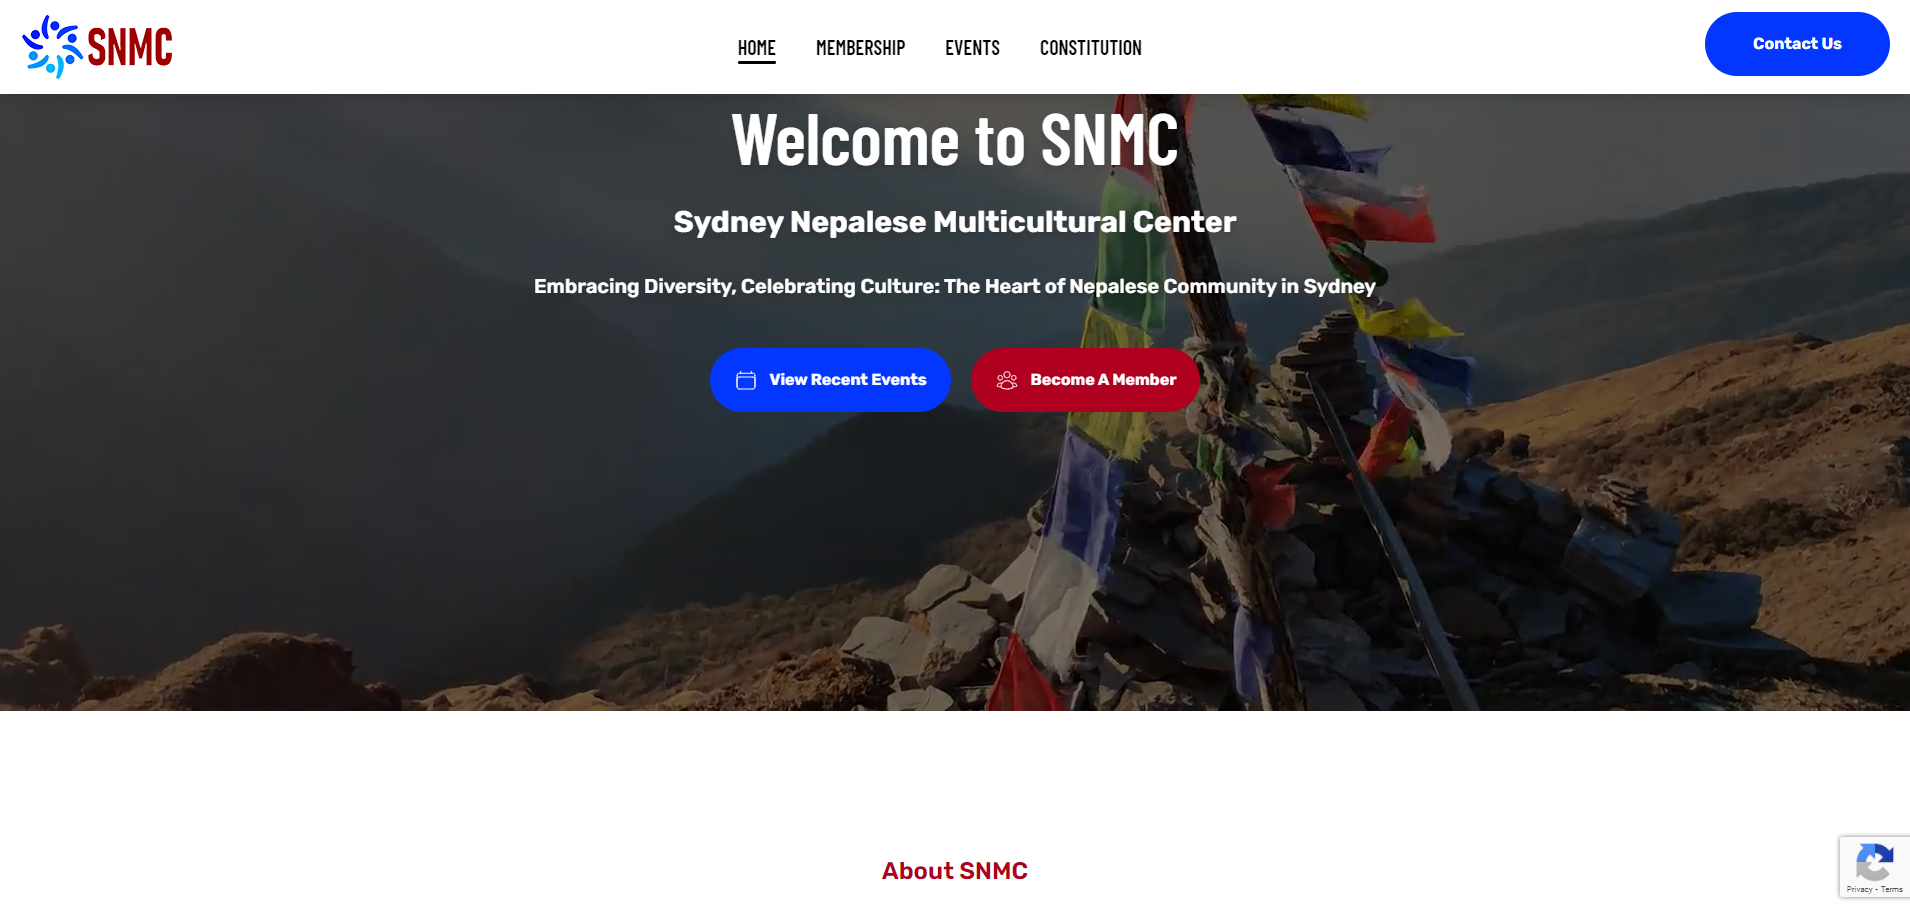 SNMC
HOME
MEMBERSHIP
EVENTS
CONSTITUTION
Contact Us
Welcome to SNMC
Sydney Nepalese Multicultural Center
Embracing Diversity, Celebrating Culture: The Heart of Nepalese Community in Sydney
View Recent Events
Become A Member
About SNMC
Privacy - Terms